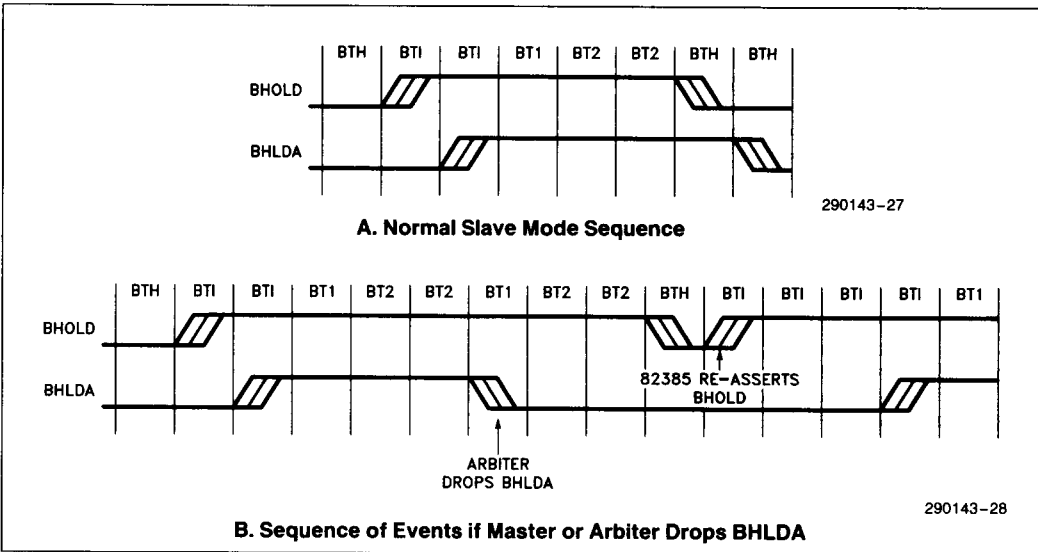 BTH BTI BTI BT1 BT2 BT2 BTH BTH
BHOLD
BHLDA
290143-27
A. Normal Slave Mode Sequence
BTH BTI BTI BT1 BT2 BT2 BT1 BT2 BT2 BTH BTI BTI BTI BTI BT1
BHOLD
BHLDA
82385 RE-ASSERTS
BHOLD
ARBITER
DROPS BHLDA
290143-28
B. Sequence of Events if Master or Arbiter Drops BHLDA